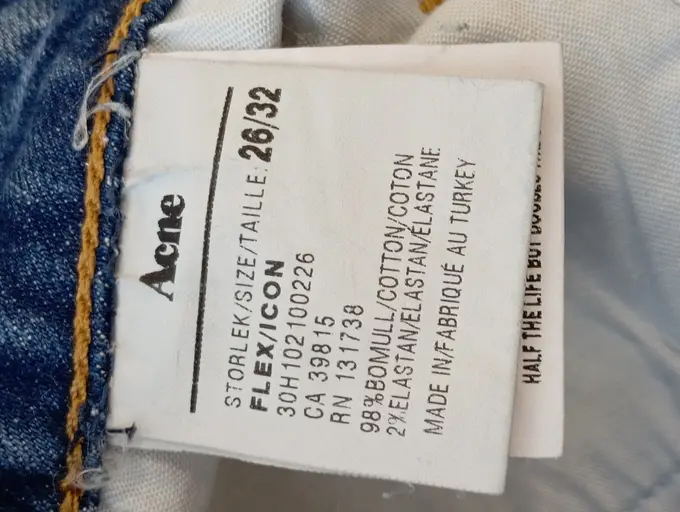 Acne
STORLEK/SIZE/TAILLE: 26/32
FLEX/ICON
30H102100226
CA 39815
RN 131738
98%BOMULL/COTTON/COTON
2%ELASTAN/ELASTANE/ÉLASTANE
MADE IN/FABRIQUÉ AU TURKEY
HALF THE LIFE BUT DOUBLE